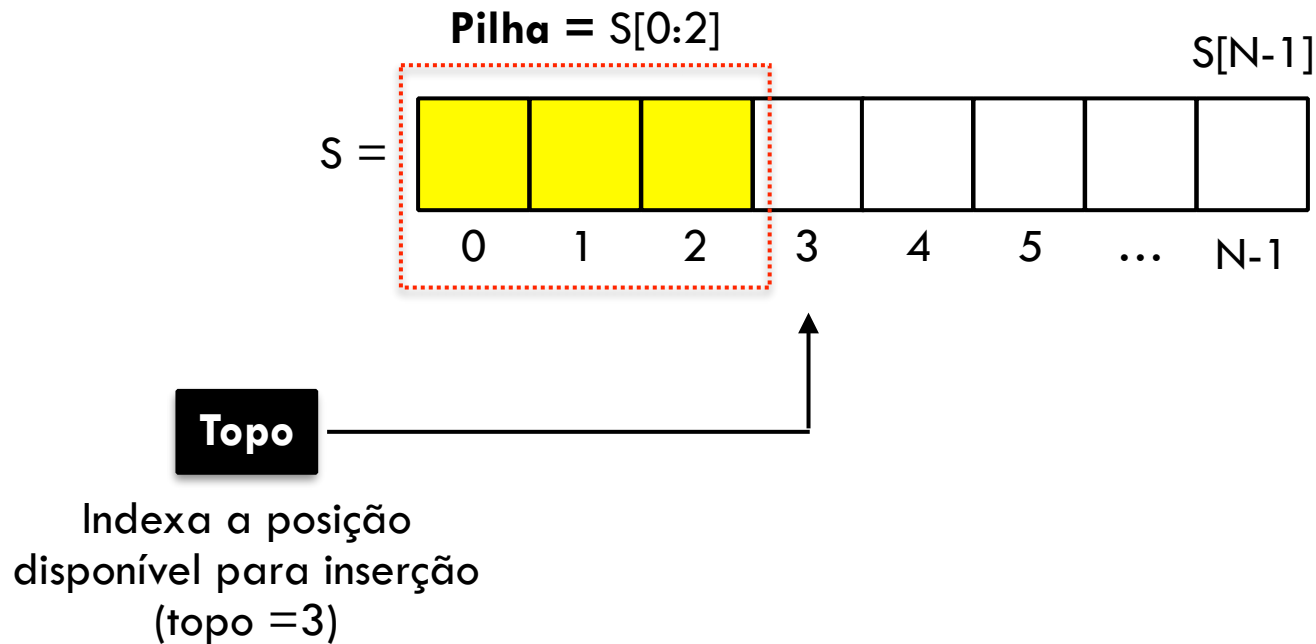 Pilha = S[0:2]
S[N-1]
S =
0 1 2 3 4 5 ... N-1
Topo
Indexa a posição
disponível para inserção
(topo =3)